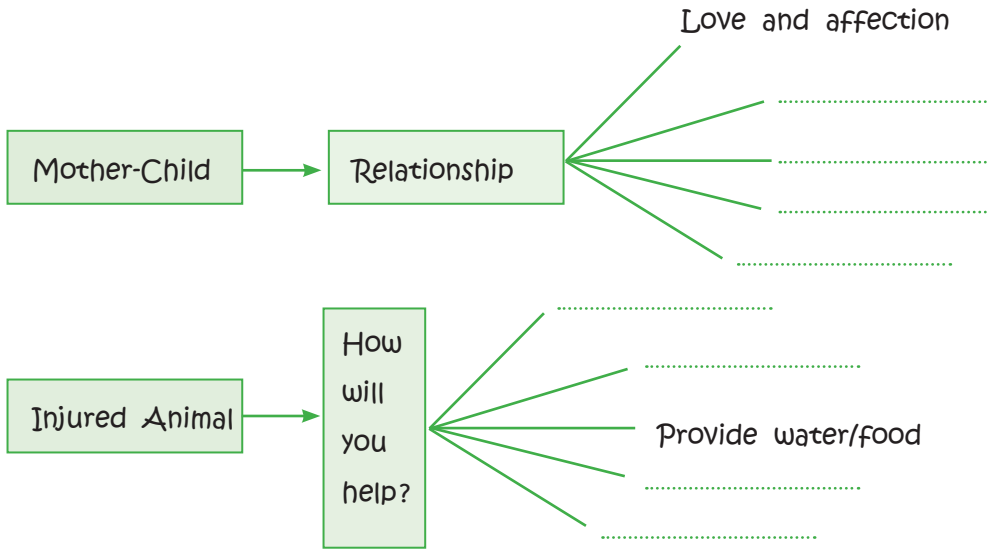 Love and affection
Mother-Child
Relationship
How
will
you
help?
Injured Animal
Provide water/food